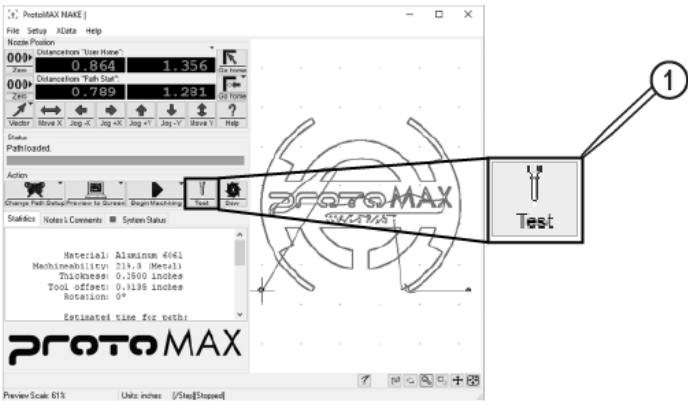 ProtoMAX MAKE |
File Setup XData Help
Nozzle Position
Distance from "User Home":
000 Zero 0.864 1.356 Go home
Distance from "Path Start":
000 Zero 0.789 1.281 Go home
Vector Move X Jog -X Jog +X Jog +Y Jog -Y Move Y Help
Status
Path loaded.
Action
Change Path Setup Preview to Screen Begin Machining Test Saw
Statistics Notes & Comments System Status
Material: Aluminum 6061
Machineability: 219.3 (Metal)
Thickness: 0.2500 inches
Tool offset: 0.0135 inches
Rotation: 0°
Estimated time for path:
protoMAX
protoMAX
Test
1
Preview Scale: 61% Units: inches [/Step][Stopped]